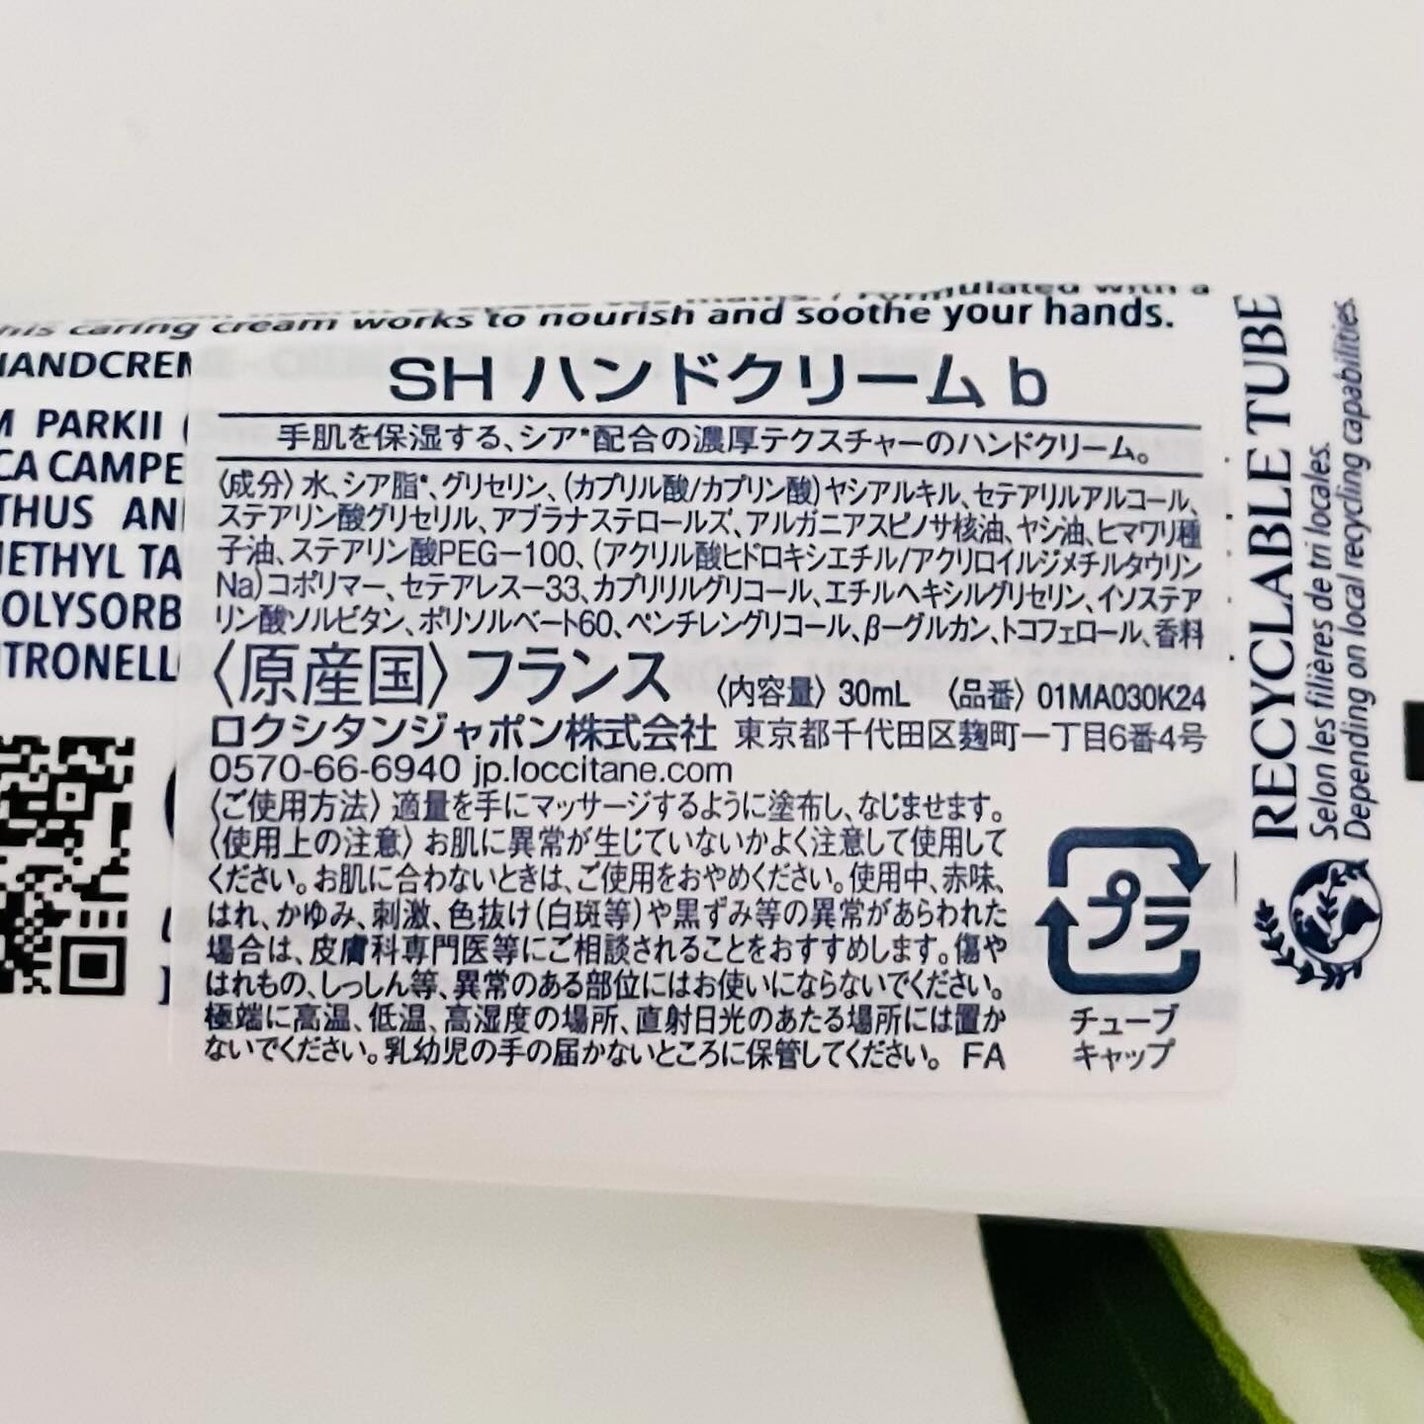 his caring cream works to nourish and soothe your hands.
HANDCREM
PARKII
CAMPE
THUS AN
METHYL TA
POLYSORB
ITRONELL
SH ハンドクリーム b
手肌を保湿する、シア*配合の濃厚テクスチャーのハンドクリーム。
〈成分〉水、シア脂*、グリセリン、(カプリル酸/カプリン酸)ヤシアルキル、セテアリルアルコール、
ステアリン酸グリセリル、アブラナステロールズ、アルガニアスピノサ核油、ヤシ油、ヒマワリ種
子油、ステアリン酸PEG-100、(アクリル酸ヒドロキシエチル/アクリロイルジメチルタウリン
Na)コポリマー、セテアレス-33、カプリリルグリコール、エチルヘキシルグリセリン、イソステア
リン酸ソルビタン、ポリソルベート60、ペンチレングリコール、β-グルカン、トコフェロール、香料
〈原産国〉フランス 〈内容量〉30mL 〈品番〉01MA030K24
ロクシタンジャポン株式会社 東京都千代田区麹町一丁目6番4号
0570-66-6940 jp.loccitane.com
〈ご使用方法〉適量を手にマッサージするように塗布し、なじませます。
〈使用上の注意〉お肌に異常が生じていないかよく注意して使用して
ください。お肌に合わないときは、ご使用をおやめください。使用中、赤味、
はれ、かゆみ、刺激、色抜け(白斑等)や黒ずみ等の異常があらわれた
場合は、皮膚科専門医等にご相談されることをおすすめします。傷や
はれもの、しっしん等、異常のある部位にはお使いにならないでください。
極端に高温、低温、高湿度の場所、直射日光のあたる場所には置か
ないでください。乳幼児の手の届かないところに保管してください。 FA
プラ
チューブ
キャップ
RECYCLABLE TUBE
Selon les filières de tri locales.
Depending on local recycling capabilities.